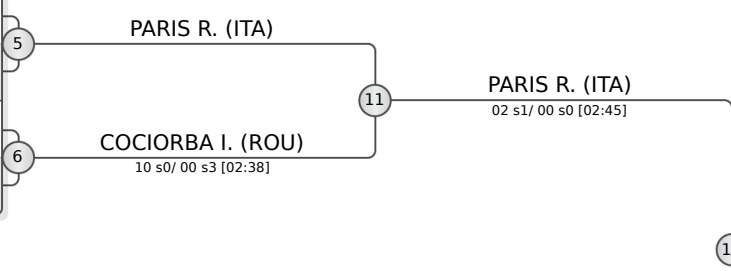 PARIS R. (ITA)
5
PARIS R. (ITA)
11
02 s1/ 00 s0 [02:45]
COCIORBA I. (ROU)
6
10 s0/ 00 s3 [02:38]